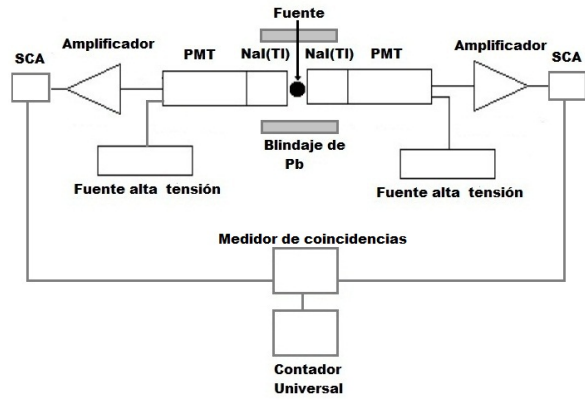 Fuente
Amplificador
Amplificador
SCA
PMT
NaI(Tl)
NaI(Tl)
PMT
SCA
Blindaje de
Pb
Fuente alta tensión
Fuente alta tensión
Medidor de coincidencias
Contador
Universal